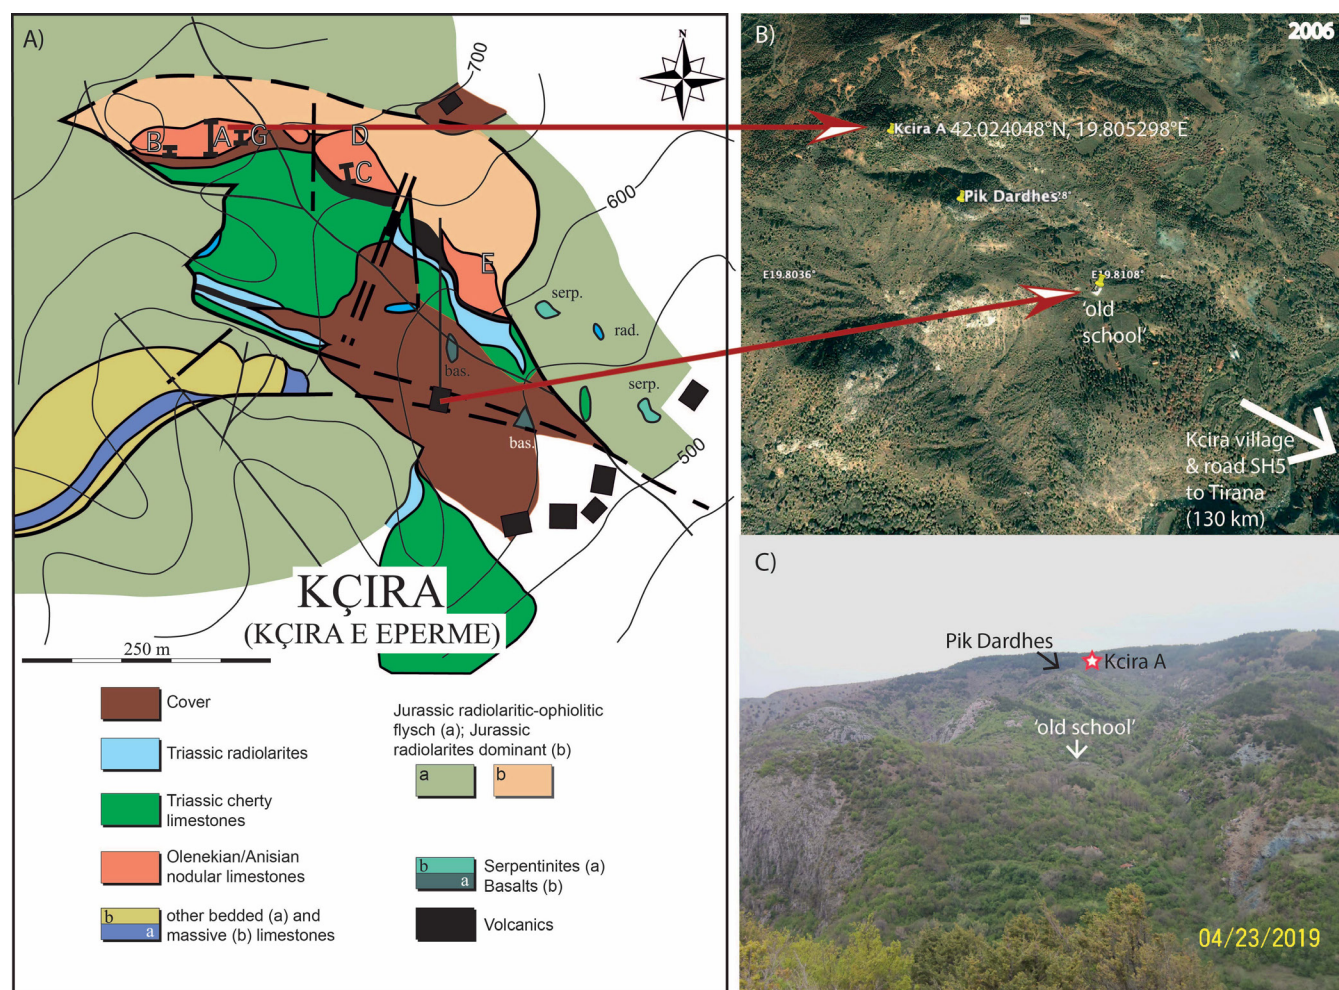 A)
N
700
B
A
G
D
C
600
E
serp.
rad.
bas.
serp.
bas.
500
KÇIRA
(KÇIRA E EPERME)
250 m
Cover
Triassic radiolarites
Triassic cherty
limestones
Olenekian/Anisian
nodular limestones
b
a
other bedded (a) and
massive (b) limestones
Jurassic radiolaritic-ophiolitic
flysch (a); Jurassic
radiolarites dominant (b)
a
b
b
a
Serpentinites (a)
Basalts (b)
Volcanics
B)
2006
Kcira A 42.024048°N, 19.805298°E
Pik Dardhes
E19.8036°
E19.8108°
'old
school'
Kcira village
& road SH5
to Tirana
(130 km)
C)
Pik Dardhes
Kcira A
'old school'
04/23/2019